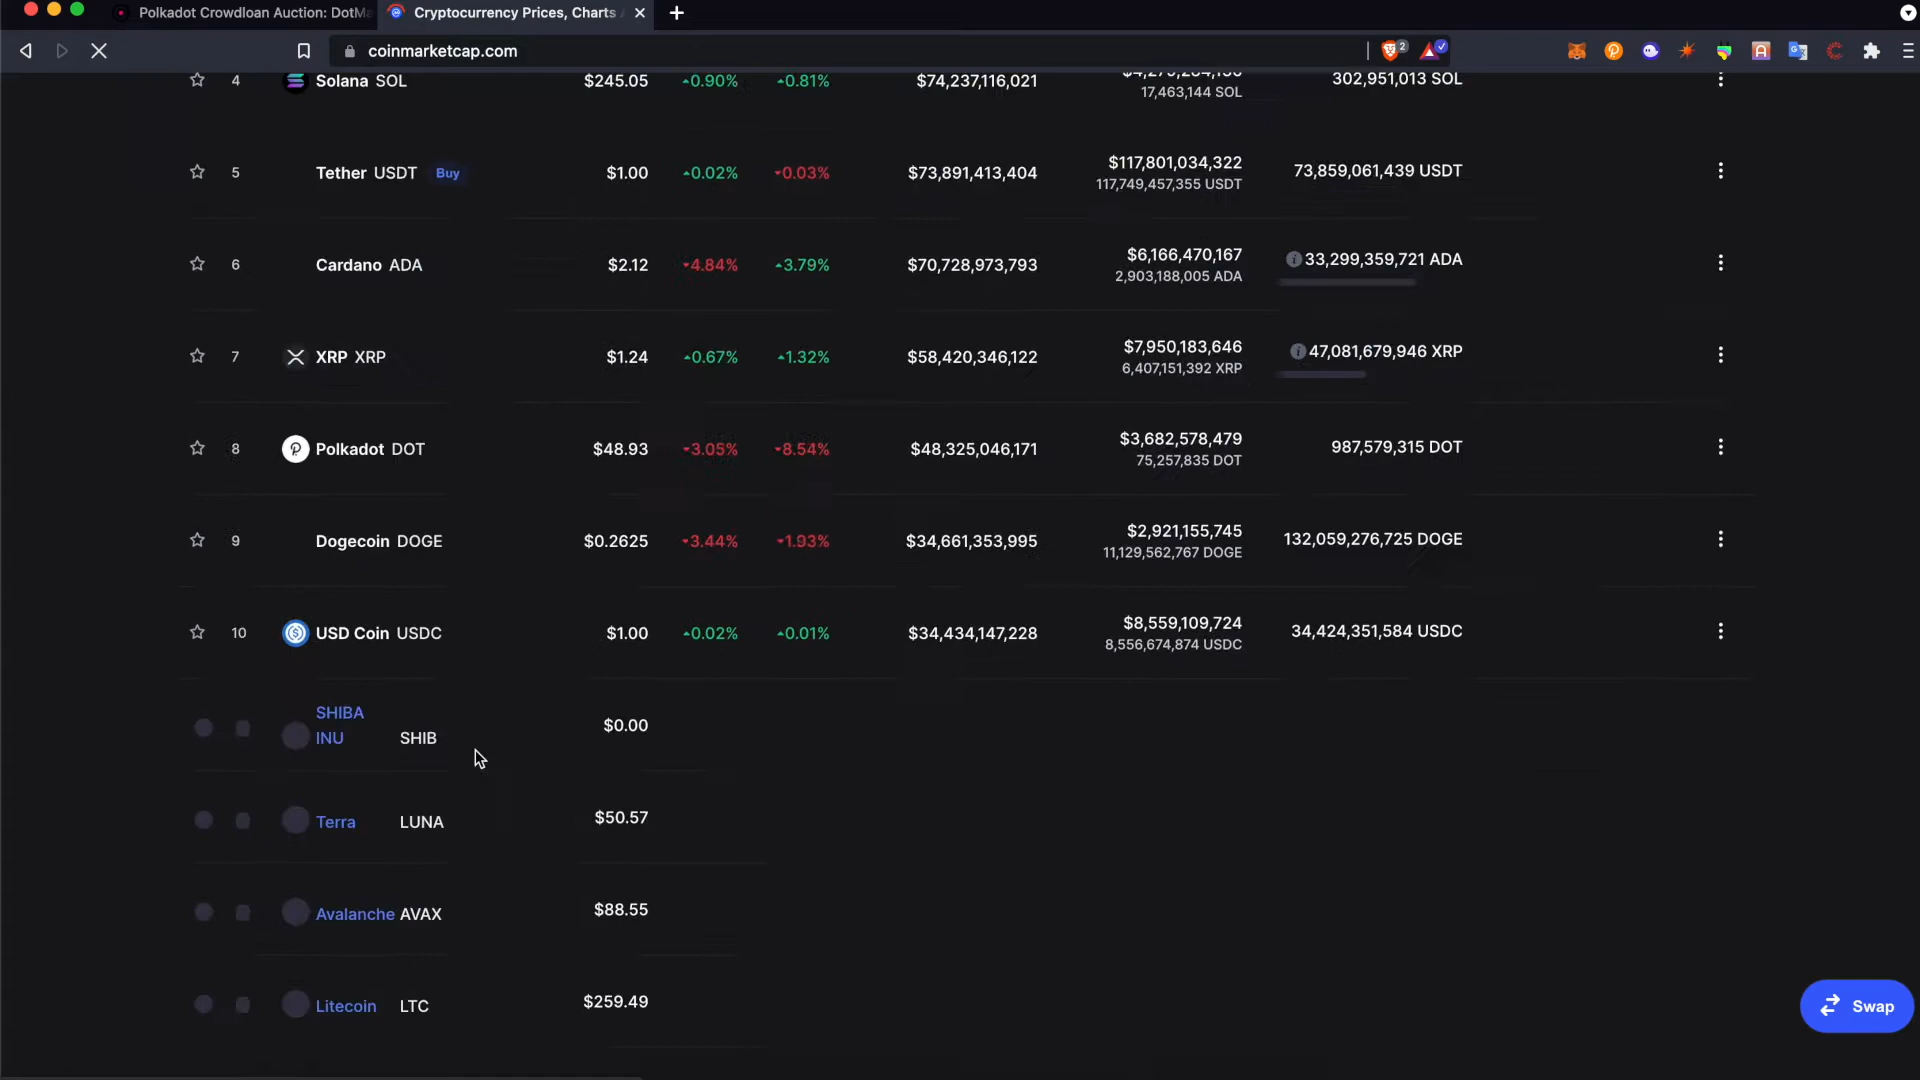 Polkadot Crowdloan Auction: DotMa
Cryptocurrency Prices, Charts
coinmarketcap.com
2
4 Solana SOL $245.05 0.90% 0.81% $74,237,116,021 302,951,013 SOL
17,463,144 SOL
5 Tether USDT Buy $1.00 0.02% 0.03% $73,891,413,404 $117,801,034,322 73,859,061,439 USDT
117,749,457,355 USDT
6 Cardano ADA $2.12 4.84% 3.79% $70,728,973,793 $6,166,470,167 33,299,359,721 ADA
2,903,188,005 ADA
7 XRP XRP $1.24 0.67% 1.32% $58,420,346,122 $7,950,183,646 47,081,679,946 XRP
6,407,151,392 XRP
8 Polkadot DOT $48.93 3.05% 8.54% $48,325,046,171 $3,682,578,479 987,579,315 DOT
75,257,835 DOT
9 Dogecoin DOGE $0.2625 3.44% 1.93% $34,661,353,995 $2,921,155,745 132,059,276,725 DOGE
11,129,562,767 DOGE
10 USD Coin USDC $1.00 0.02% 0.01% $34,434,147,228 $8,559,109,724 34,424,351,584 USDC
8,556,674,874 USDC
SHIBA
INU SHIB $0.00
Terra LUNA $50.57
Avalanche AVAX $88.55
Litecoin LTC $259.49
Swap